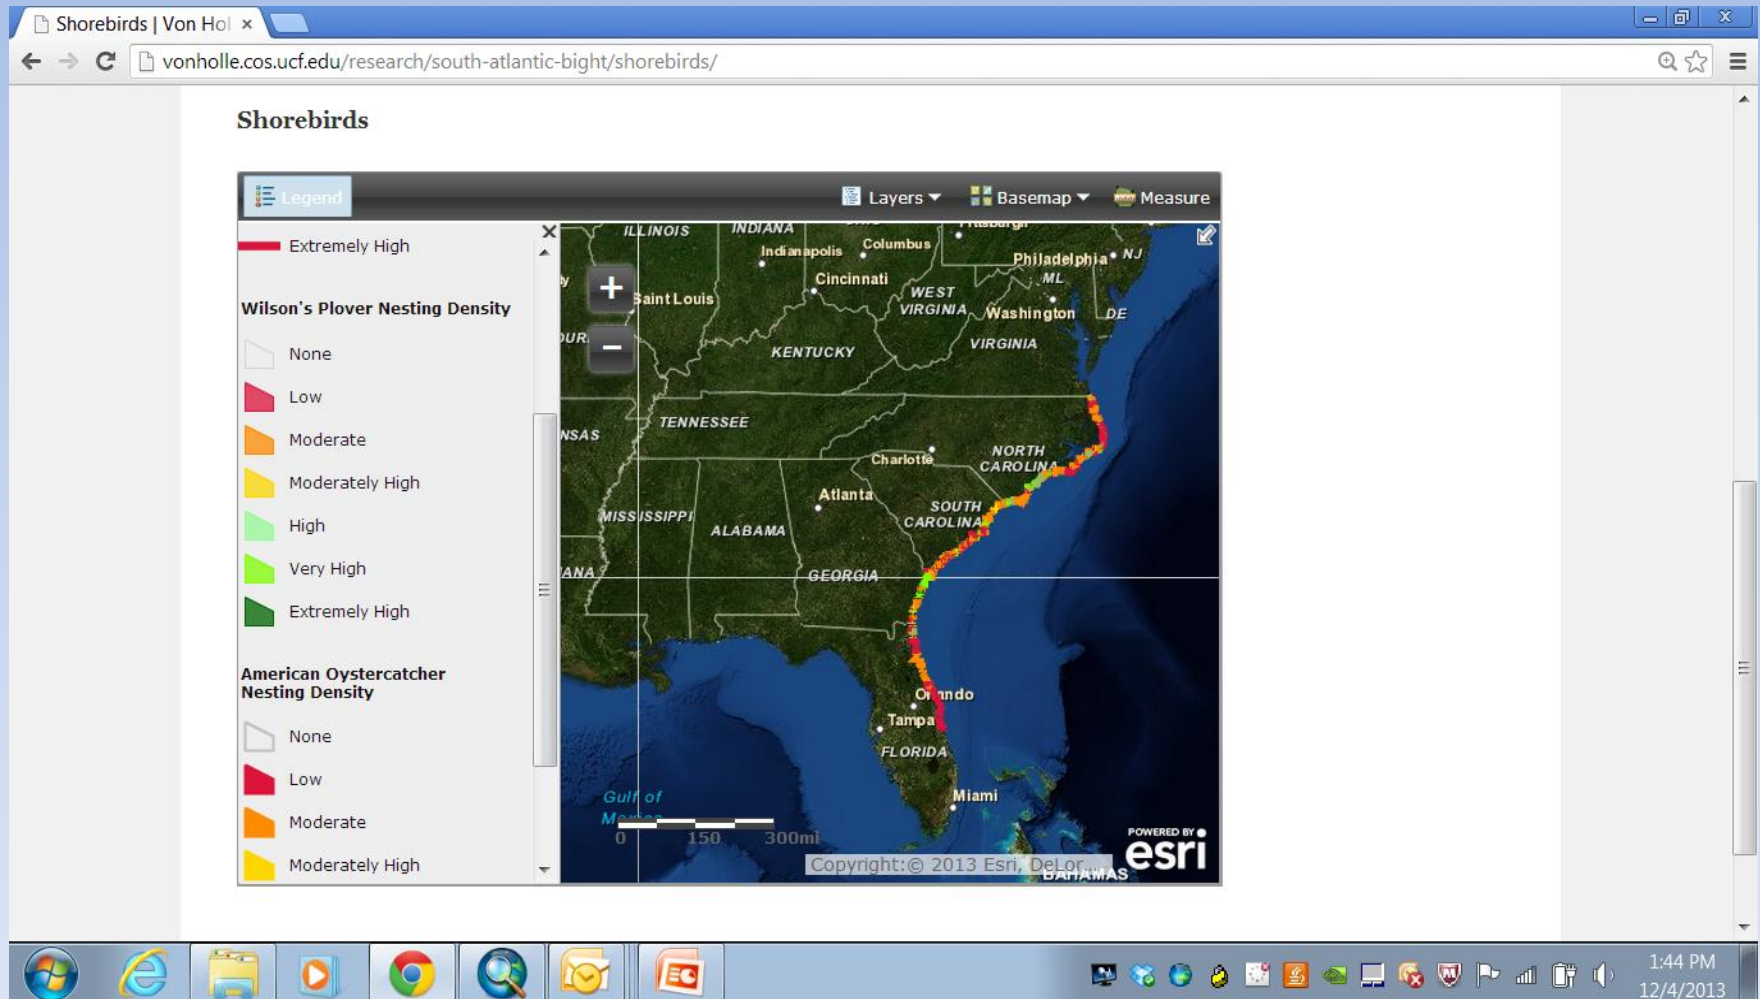 Shorebirds | Von Hol
vonholle.cos.ucf.edu/research/south-atlantic-bight/shorebirds/
Shorebirds
Legend
Layers
Basemap
Measure
Extremely High
Wilson's Plover Nesting Density
None
Low
Moderate
Moderately High
High
Very High
Extremely High
American Oystercatcher
Nesting Density
None
Low
Moderate
Moderately High
ILLINOIS
INDIANA
Indianapolis
Columbus
Philadelphia
NJ
Cincinnati
ML
Saint Louis
WEST
VIRGINIA
Washington
DE
KENTUCKY
VIRGINIA
TENNESSEE
NSAS
Charlotte
NORTH
CAROLINA
Atlanta
SOUTH
CAROLINA
MISSISSIPPI
ALABAMA
IANA
GEORGIA
Orlando
Tampa
FLORIDA
Miami
Gulf of
0 150 300mi
Copyright:© 2013 Esri, DeLor...
BAHAMAS
POWERED BY
esri
1:44 PM
12/4/2013